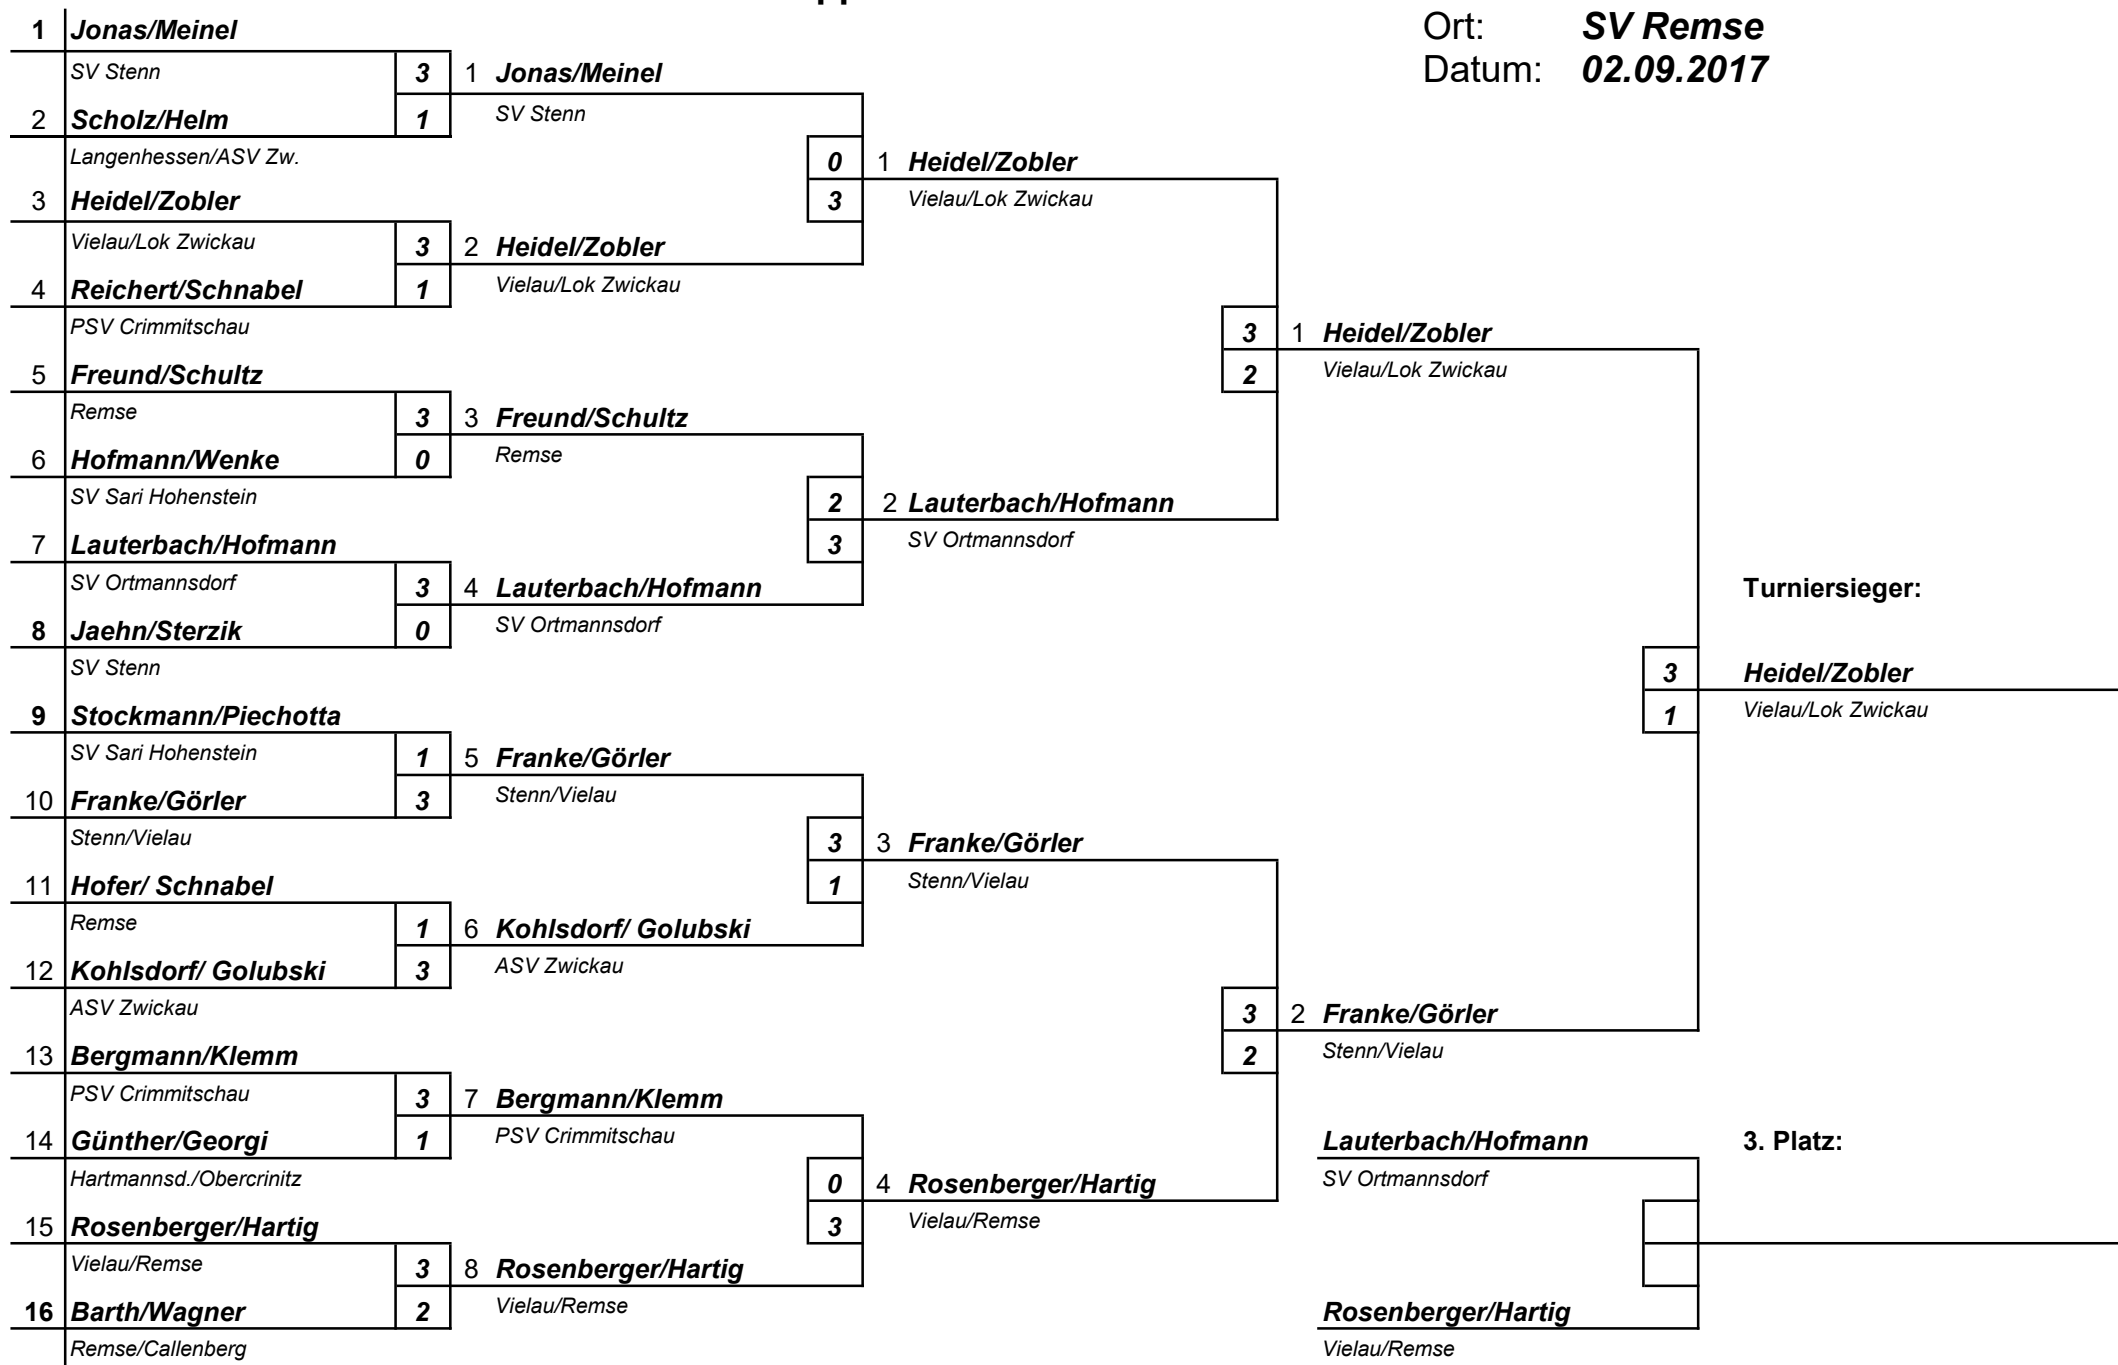 Ort: SV Remse
Datum: 02.09.2017
1 Jonas/Meinel
SV Stenn 3 1 Jonas/Meinel
2 Scholz/Helm 1 SV Stenn
Langenhessen/ASV Zw. 0 1 Heidel/Zobler
3 Heidel/Zobler 3 Vielau/Lok Zwickau
Vielau/Lok Zwickau 3 2 Heidel/Zobler
4 Reichert/Schnabel 1 Vielau/Lok Zwickau
PSV Crimmitschau 3 1 Heidel/Zobler
5 Freund/Schultz 2 Vielau/Lok Zwickau
Remse 3 3 Freund/Schultz
6 Hofmann/Wenke 0 Remse
SV Sari Hohenstein 2 2 Lauterbach/Hofmann
7 Lauterbach/Hofmann 3 SV Ortmannsdorf
SV Ortmannsdorf 3 4 Lauterbach/Hofmann Turniersieger:
8 Jaehn/Sterzik 0 SV Ortmannsdorf
SV Stenn 3 Heidel/Zobler
9 Stockmann/Piechotta 1 Vielau/Lok Zwickau
SV Sari Hohenstein 1 5 Franke/Görler
10 Franke/Görler 3 Stenn/Vielau
Stenn/Vielau 3 3 Franke/Görler
11 Hofer/ Schnabel 1 Stenn/Vielau
Remse 1 6 Kohlsdorf/ Golubski
12 Kohlsdorf/ Golubski 3 ASV Zwickau
ASV Zwickau 3 2 Franke/Görler
13 Bergmann/Klemm 2 Stenn/Vielau
PSV Crimmitschau 3 7 Bergmann/Klemm
14 Günther/Georgi 1 PSV Crimmitschau Lauterbach/Hofmann 3. Platz:
Hartmannsd./Obercrinitz 0 4 Rosenberger/Hartig SV Ortmannsdorf
15 Rosenberger/Hartig 3 Vielau/Remse
Vielau/Remse 3 8 Rosenberger/Hartig
16 Barth/Wagner 2 Vielau/Remse Rosenberger/Hartig
Remse/Callenberg Vielau/Remse